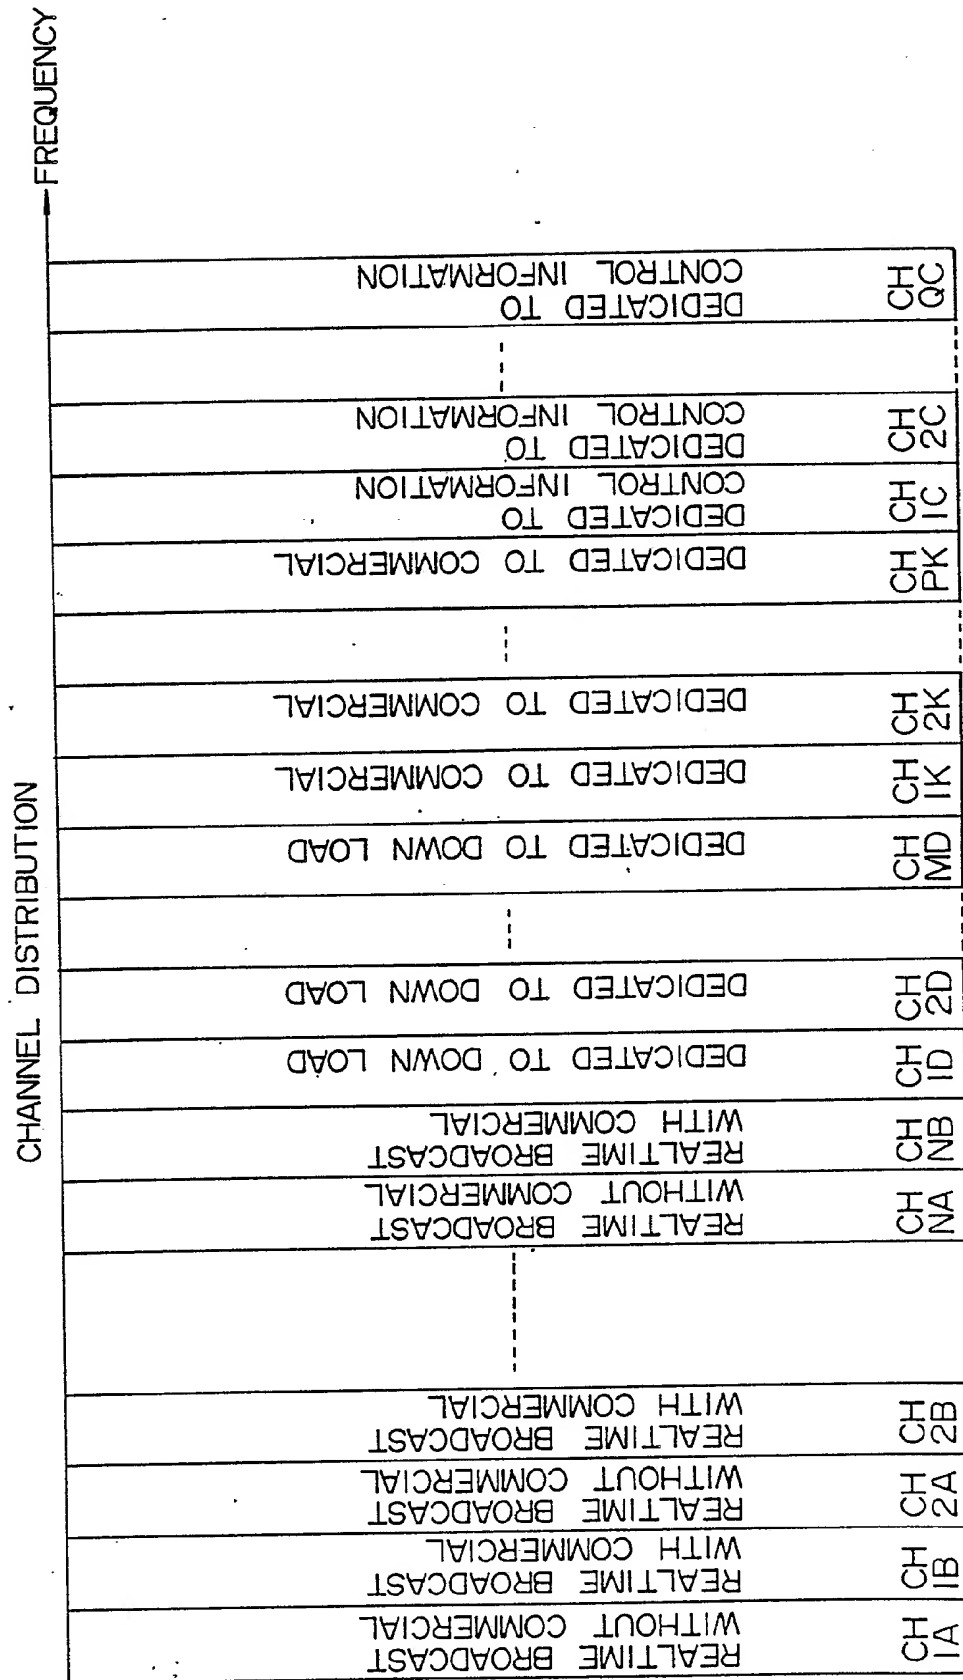 CHANNEL DISTRIBUTION
FREQUENCY
CH
1A
REALTIME BROADCAST
WITHOUT COMMERCIAL
CH
1B
REALTIME BROADCAST
WITH COMMERCIAL
CH
2A
REALTIME BROADCAST
WITHOUT COMMERCIAL
CH
2B
REALTIME BROADCAST
WITH COMMERCIAL
CH
NA
REALTIME BROADCAST
WITHOUT COMMERCIAL
CH
NB
REALTIME BROADCAST
WITH COMMERCIAL
CH
1D
DEDICATED TO DOWN LOAD
CH
2D
DEDICATED TO DOWN LOAD
CH
MD
DEDICATED TO DOWN LOAD
CH
1K
DEDICATED TO COMMERCIAL
CH
2K
DEDICATED TO COMMERCIAL
CH
PK
DEDICATED TO COMMERCIAL
CH
1C
DEDICATED TO
CONTROL INFORMATION
CH
2C
DEDICATED TO
CONTROL INFORMATION
CH
QC
DEDICATED TO
CONTROL INFORMATION